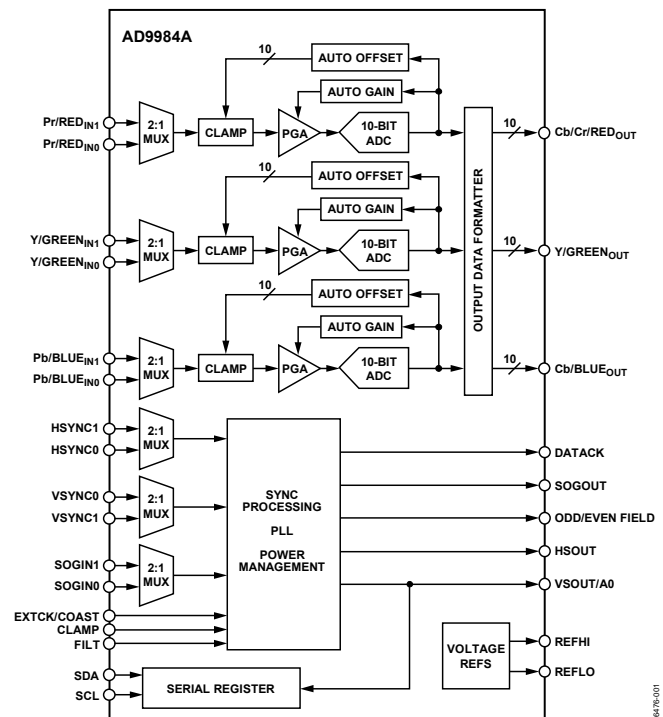 AD9984A
10
AUTO OFFSET
AUTO GAIN
10
Pr/RED_IN1
Pr/RED_IN0
2:1
MUX
CLAMP
PGA
10-BIT
ADC
Cb/Cr/RED_OUT
10
AUTO OFFSET
AUTO GAIN
10
Y/GREEN_IN1
Y/GREEN_IN0
2:1
MUX
CLAMP
PGA
10-BIT
ADC
OUTPUT DATA FORMATTER
Y/GREEN_OUT
10
AUTO OFFSET
AUTO GAIN
10
Pb/BLUE_IN1
Pb/BLUE_IN0
2:1
MUX
CLAMP
PGA
10-BIT
ADC
Cb/BLUE_OUT
HSYNC1
HSYNC0
2:1
MUX
VSYNC0
VSYNC1
2:1
MUX
SOGIN1
SOGIN0
2:1
MUX
EXTCK/COAST
CLAMP
FILT
SYNC
PROCESSING
PLL
POWER
MANAGEMENT
DATACK
SOGOUT
ODD/EVEN FIELD
HSOUT
VSOUT/A0
SDA
SCL
SERIAL REGISTER
VOLTAGE
REFS
REFHI
REFLO
6476-001